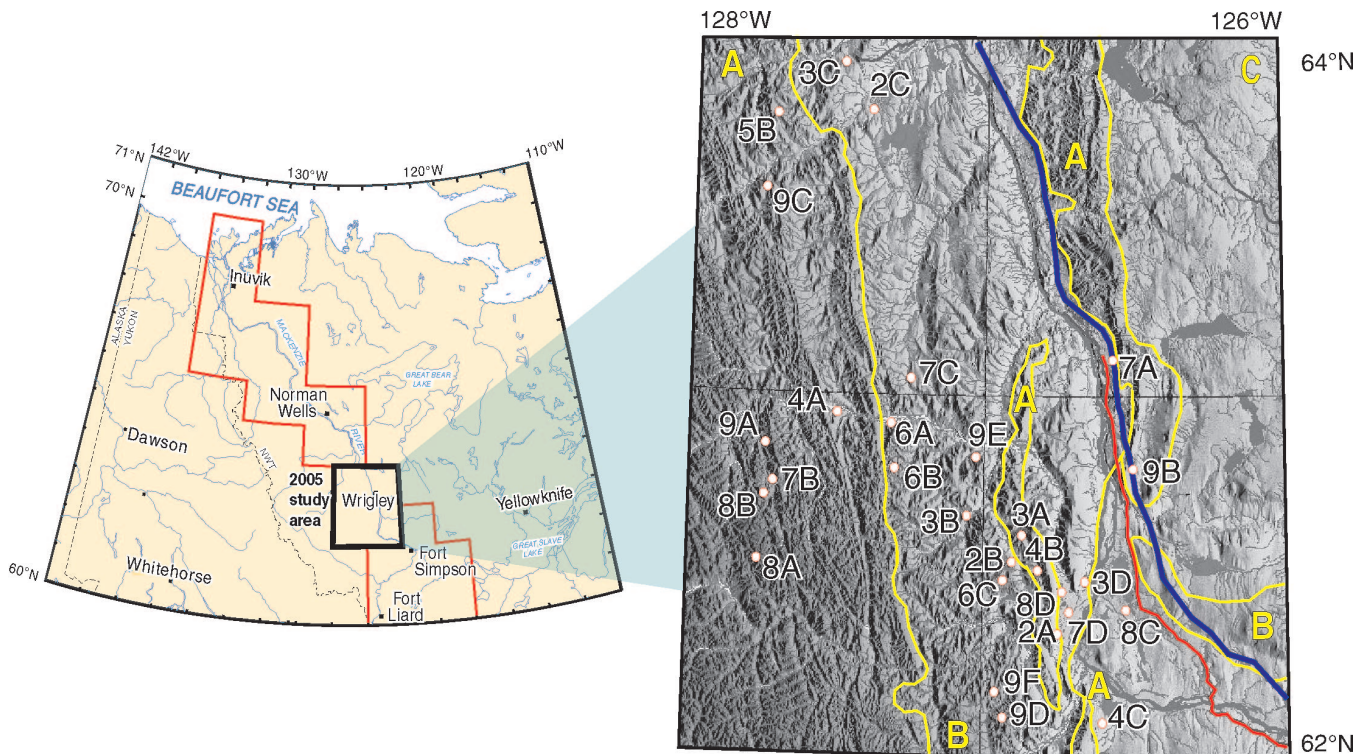 142°W
71°N
70°N
130°W
120°W
110°W
BEAUFORT SEA
Inuvik
ALASKA
YUKON
MACKENZIE
RIVER
GREAT BEAR
LAKE
Norman
Wells
Dawson
NWT
2005
study
area
Wrigley
Yellowknife
GREAT SLAVE
LAKE
Fort
Simpson
Whitehorse
Fort
Liard
60°N
128°W
126°W
64°N
62°N
A
3C
2C
C
5B
A
9C
7A
7C
4A
A
9A
6A
9E
6B
9B
7B
8B
3B
3A
2B
4B
8A
6C
3D
8D
8C
2A
7D
B
9F
A
9D
4C
B